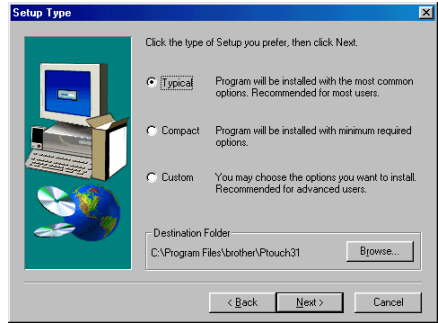 Setup Type
Click the type of Setup you prefer, then click Next.
Typical
Program will be installed with the most common
options. Recommended for most users.
Compact
Program will be installed with minimum required
options.
Custom
You may choose the options you want to install.
Recommended for advanced users.
Destination Folder
C:\Program Files\brother\Ptouch31
Browse...
< Back
Next >
Cancel